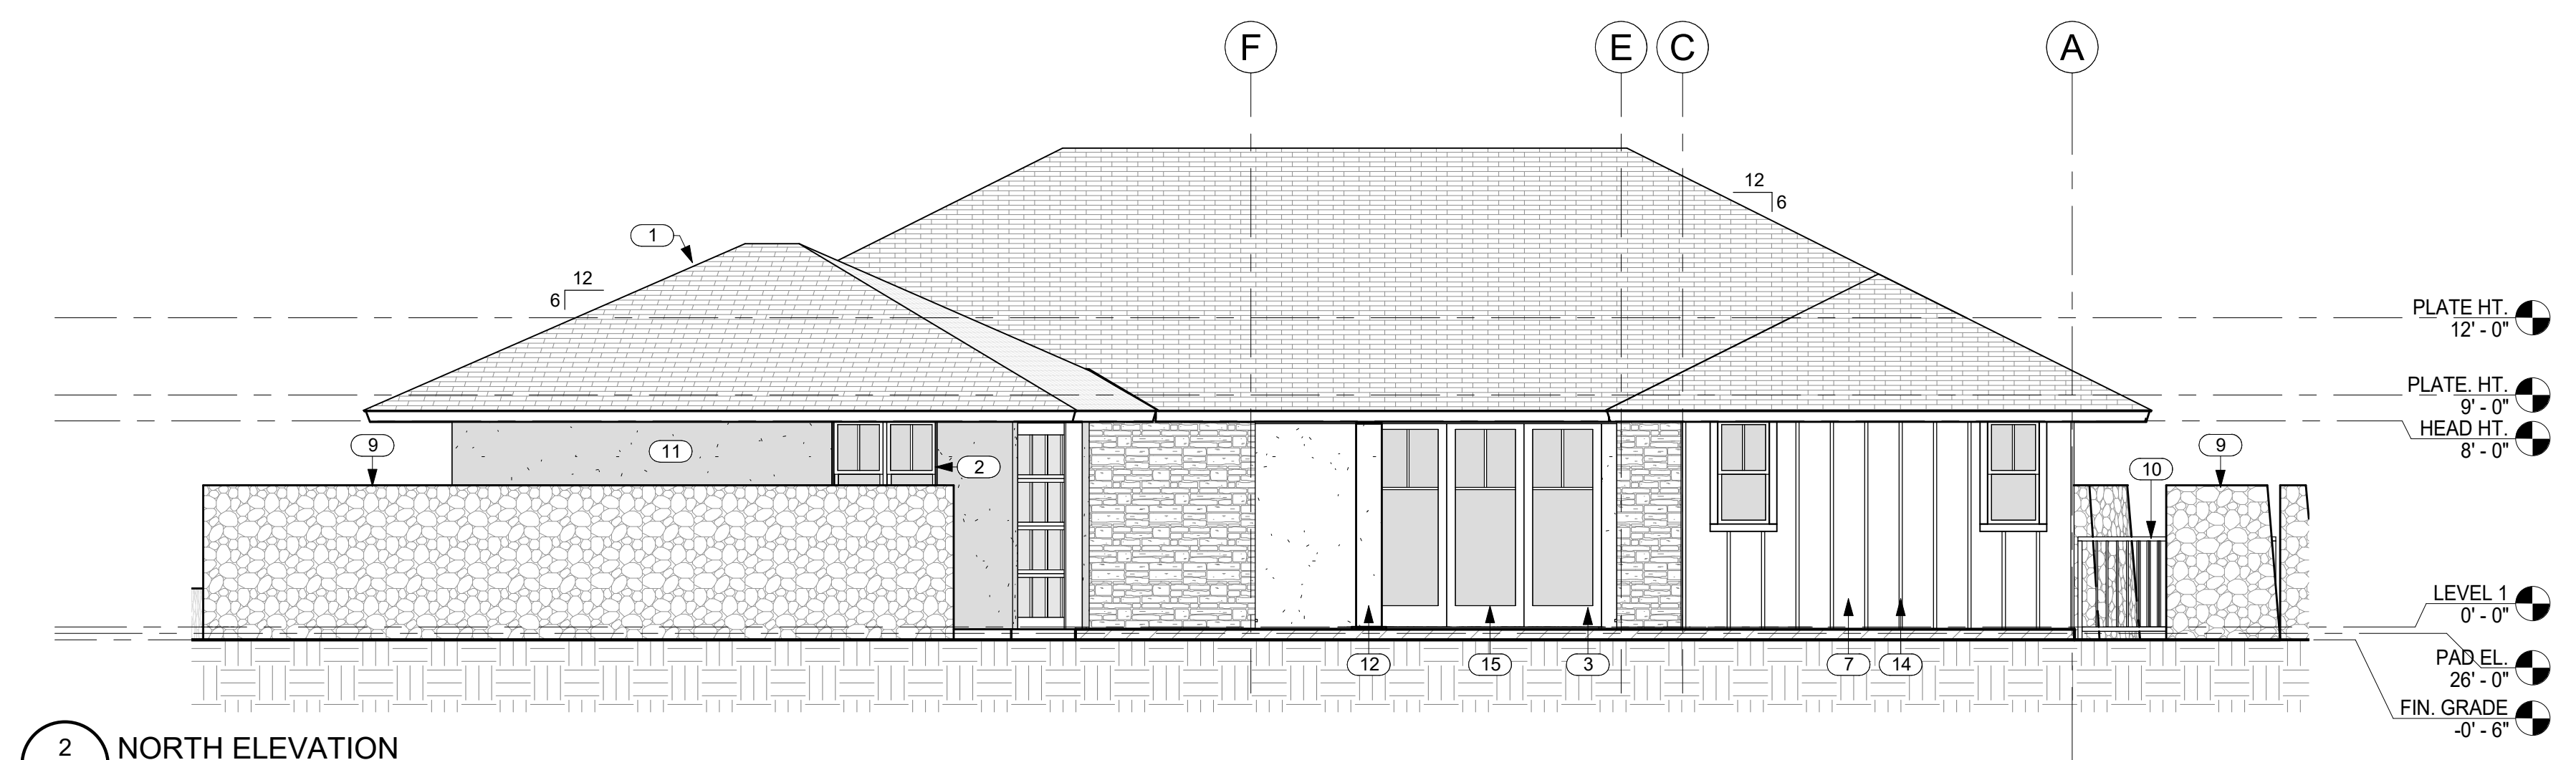 F
E
C
A
12
6
1
12
6
PLATE HT.
12' - 0"
PLATE. HT.
9' - 0"
HEAD HT.
8' - 0"
9
11
2
9
10
LEVEL 1
0' - 0"
12
15
3
7
14
PAD EL.
26' - 0"
FIN. GRADE
-0' - 6"
2
NORTH ELEVATION